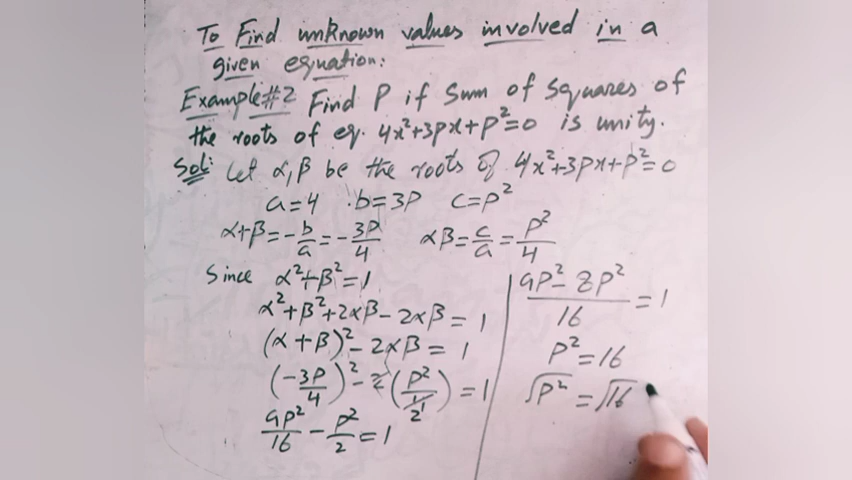 To Find unknown values involved in a
given equation:
Example#2 Find P if Sum of squares of
the roots of eq. 4x²+3px+p²=0 is unity.
Sol: Let α,β be the roots of 4x²+3px+p²=0
a=4 b=3P c=p²
α+β=-b/a=-3P/4 αβ=c/a=P²/4
Since α²+β²=1
α²+β²+2αβ-2αβ=1
(α+β)²-2αβ=1
(-3P/4)²-2(P²/4)=1
9P²/16-P²/2=1
9P²-8P²/16=1
P²=16
√P²=√16